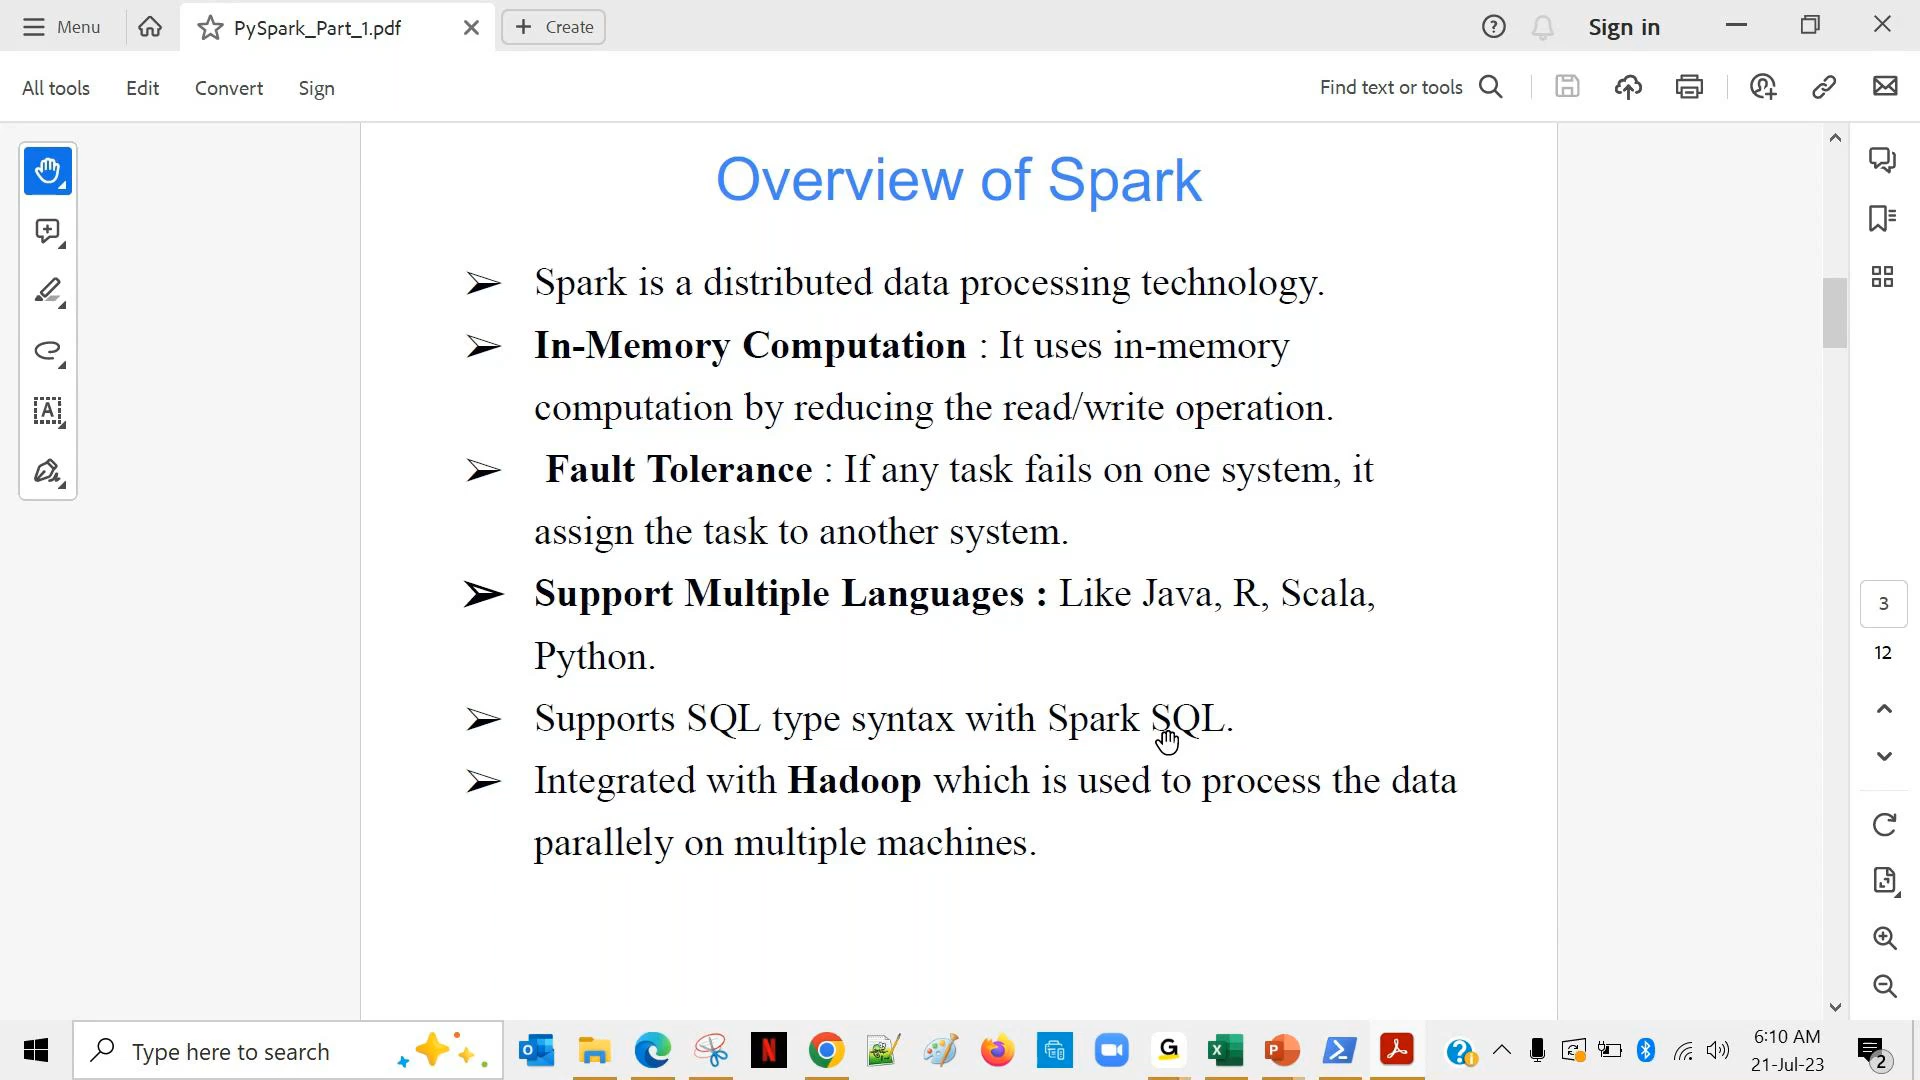 Menu
PySpark_Part_1.pdf
Create
Sign in
All tools
Edit
Convert
Sign
Find text or tools
Overview of Spark
➢ Spark is a distributed data processing technology.
➢ In-Memory Computation : It uses in-memory
computation by reducing the read/write operation.
➢ Fault Tolerance : If any task fails on one system, it
assign the task to another system.
➢ Support Multiple Languages : Like Java, R, Scala,
Python.
➢ Supports SQL type syntax with Spark SQL.
➢ Integrated with Hadoop which is used to process the data
parallely on multiple machines.
3
12
Type here to search
6:10 AM
21-Jul-23
2